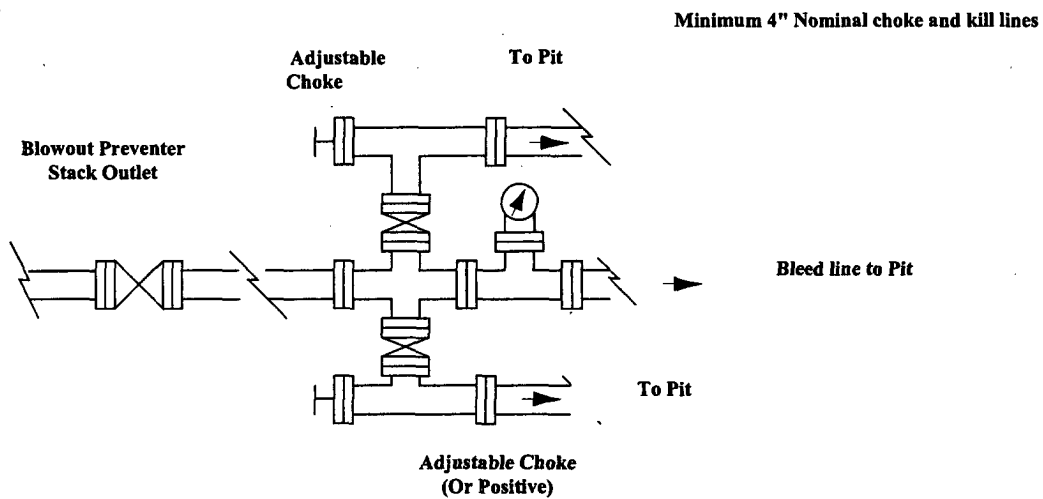 Minimum 4" Nominal choke and kill lines
Adjustable
Choke
To Pit
Blowout Preventer
Stack Outlet
Bleed line to Pit
To Pit
Adjustable Choke
(Or Positive)